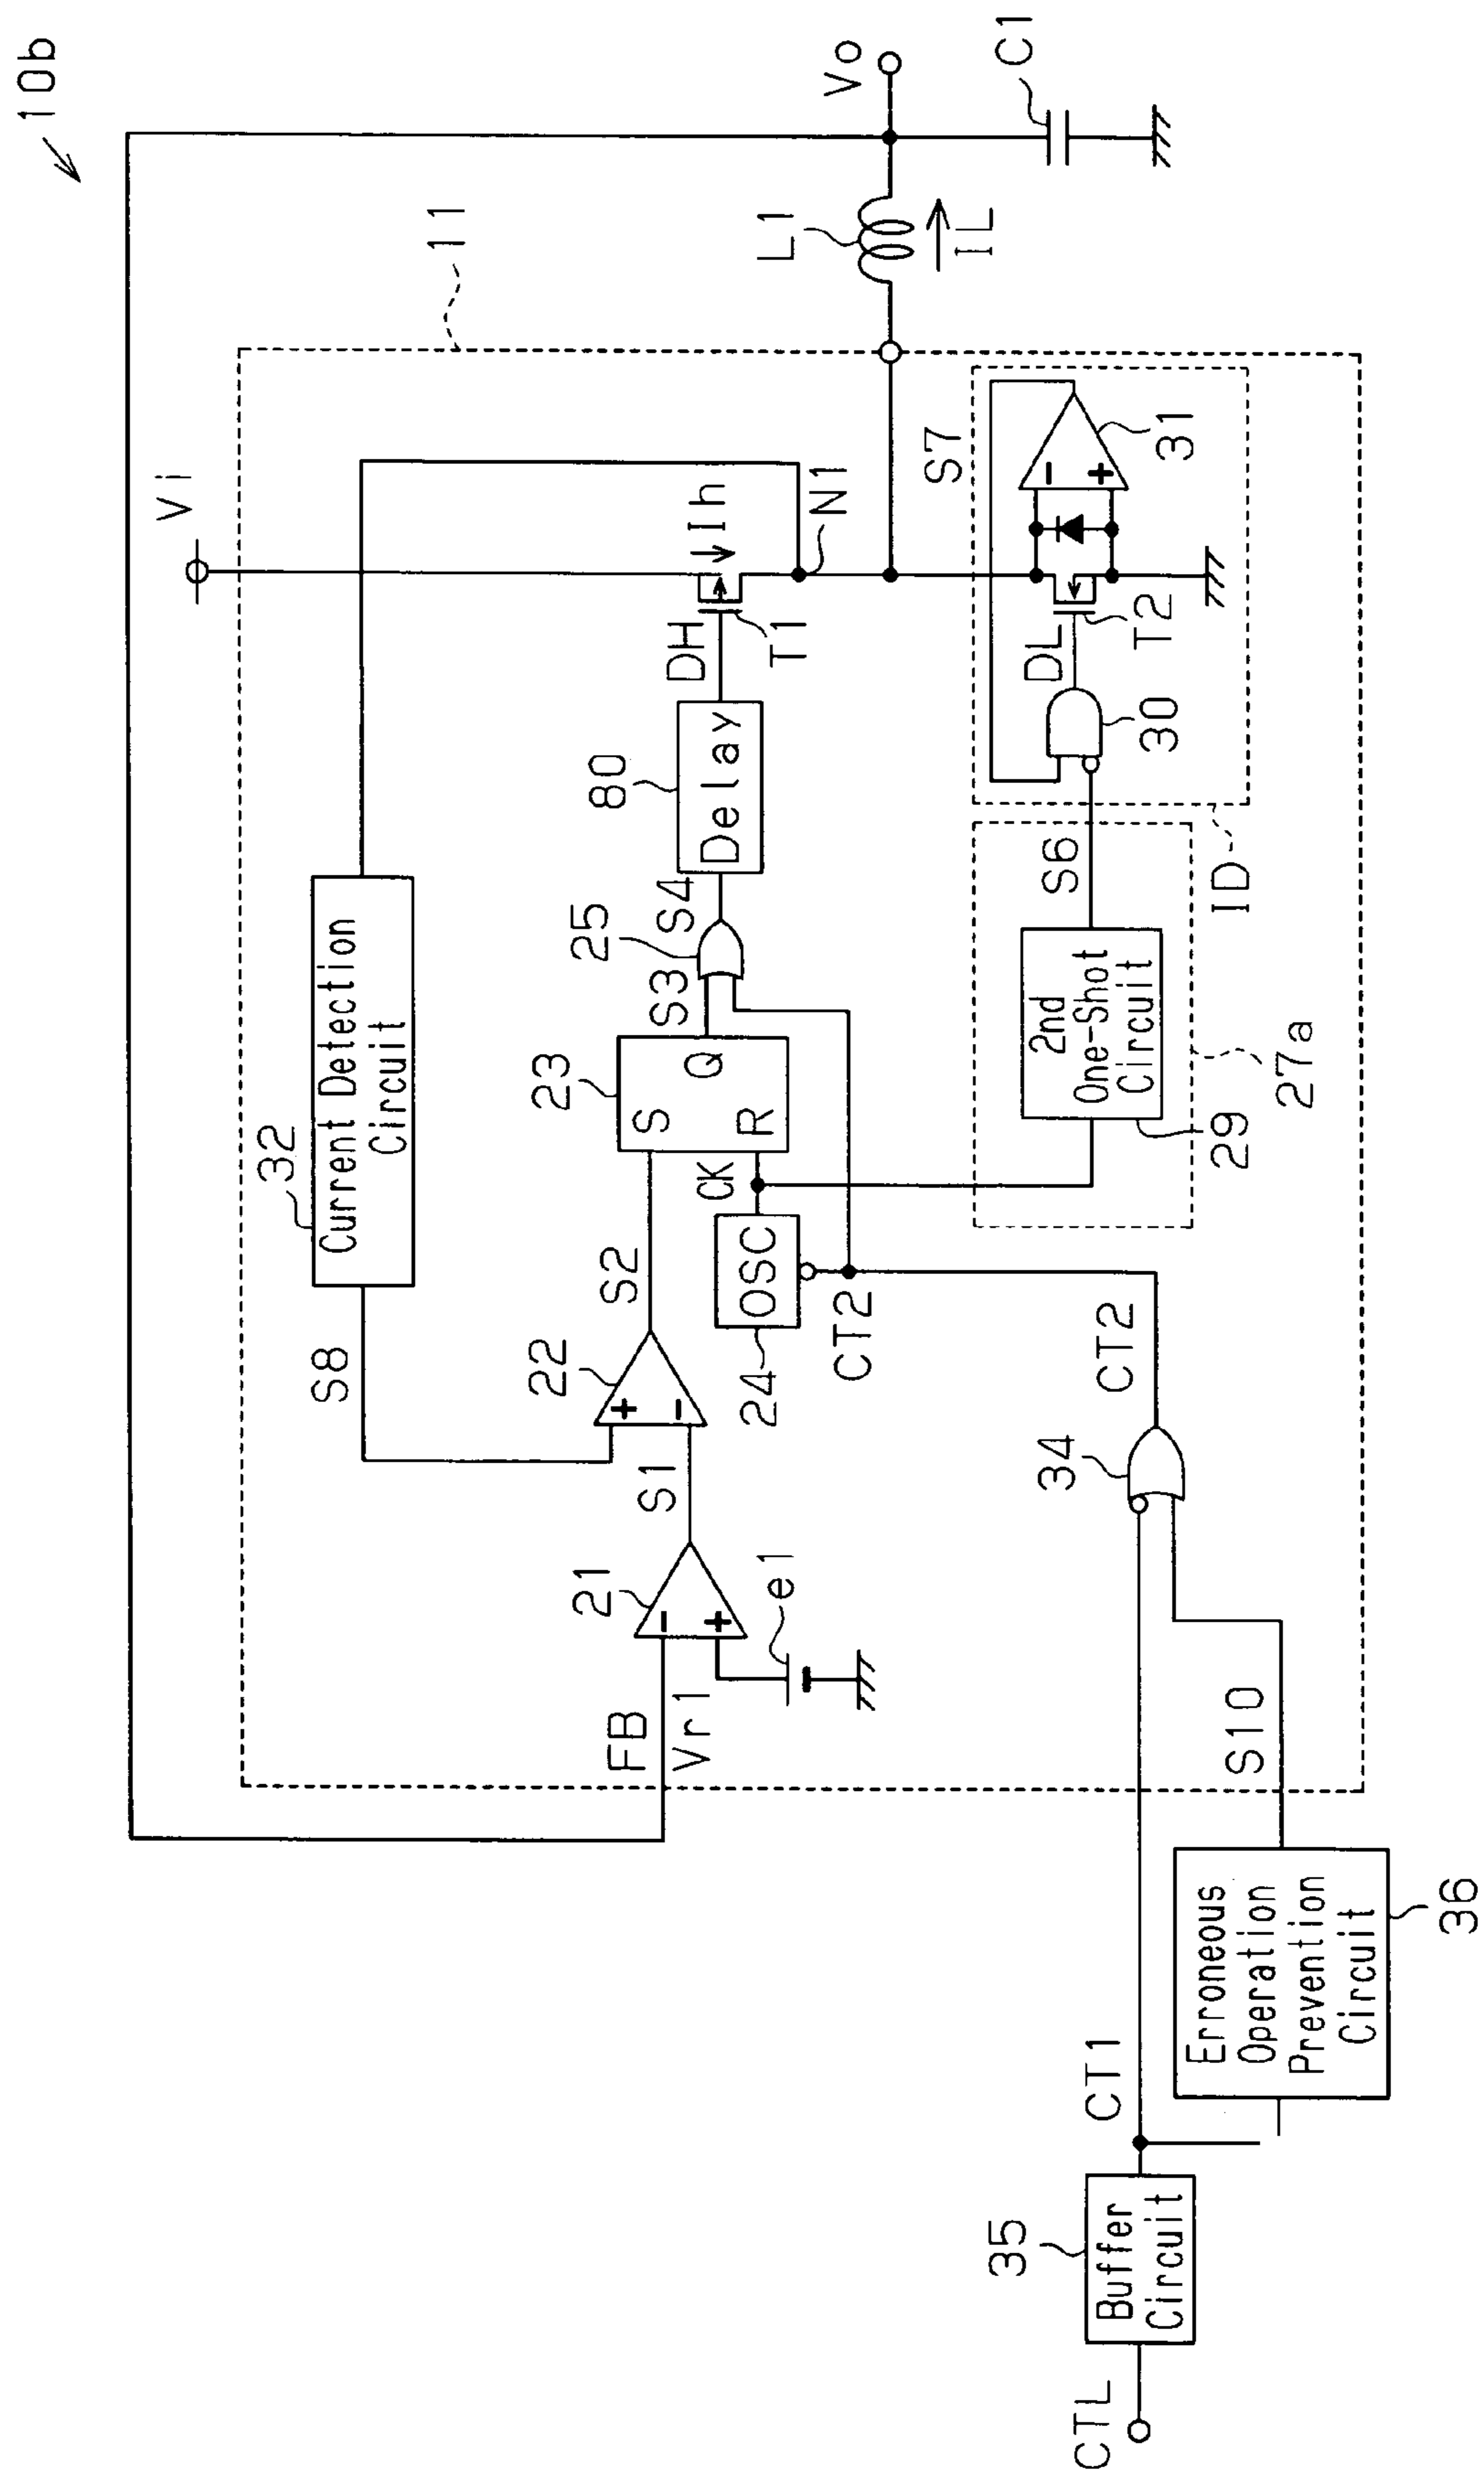 10b
11
Vi
Vo
C1
L1
IL
32
Current Detection
Circuit
S8
Ih
N1
DH
T1
80
Delay
S4
25
S3
23
S
Q
R
CK
S2
22
+
−
S1
21
−
+
FB
Vr1
e1
OSC
24
CT2
S7
−
+
31
DL
T2
30
ID
S6
2nd
One-Shot
Circuit
29
27a
CT2
34
S10
CT1
Erroneous
Operation
Prevention
Circuit
36
35
Buffer
Circuit
CTL